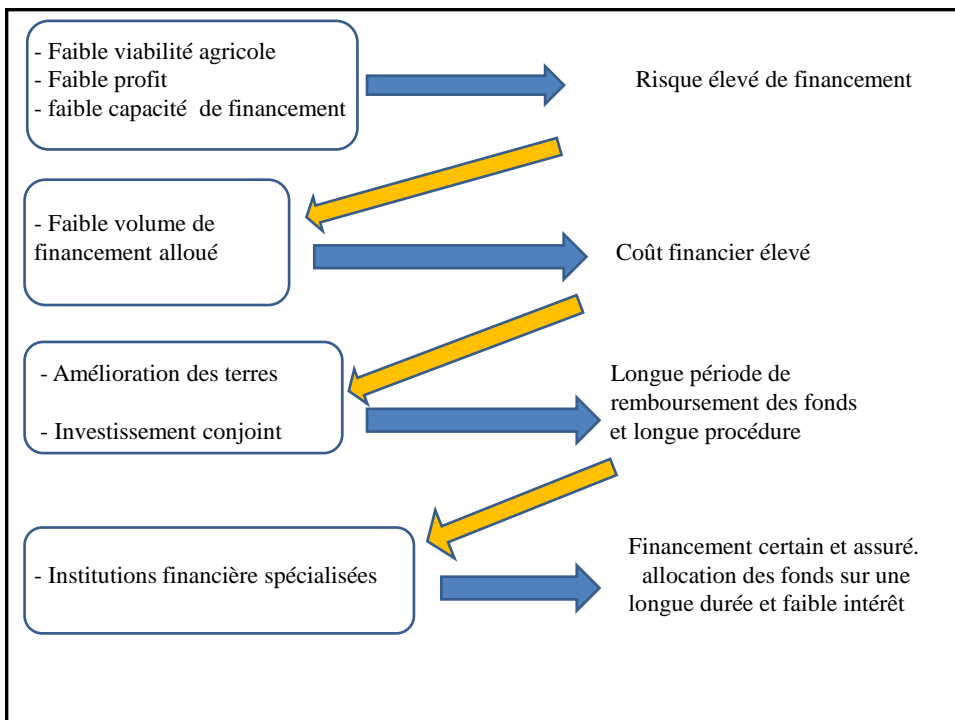 - Faible viabilité agricole
- Faible profit
- faible capacité de financement
Risque élevé de financement
- Faible volume de
financement alloué
Coût financier élevé
- Amélioration des terres
- Investissement conjoint
Longue période de
remboursement des fonds
et longue procédure
- Institutions financière spécialisées
Financement certain et assuré.
allocation des fonds sur une
longue durée et faible intérêt